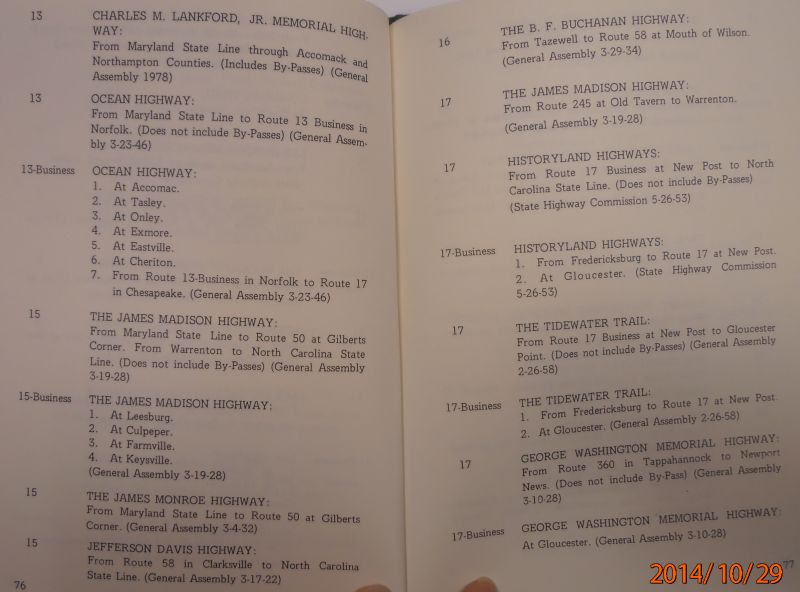 13 CHARLES M. LANKFORD, JR. MEMORIAL HIGH-
WAY:
From Maryland State Line through Accomack and
Northampton Counties. (Includes By-Passes) (General
Assembly 1978)
13 OCEAN HIGHWAY:
From Maryland State Line to Route 13 Business in
Norfolk. (Does not include By-Passes) (General Assem-
bly 3-23-46)
13-Business OCEAN HIGHWAY:
1. At Accomac.
2. At Tasley.
3. At Onley.
4. At Exmore.
5. At Eastville.
6. At Cheriton.
7. From Route 13-Business in Norfolk to Route 17
in Chesapeake. (General Assembly 3-23-46)
15 THE JAMES MADISON HIGHWAY:
From Maryland State Line to Route 50 at Gilberts
Corner. From Warrenton to North Carolina State
Line. (Does not include By-Passes) (General Assembly
3-19-28)
15-Business THE JAMES MADISON HIGHWAY:
1. At Leesburg.
2. At Culpeper.
3. At Farmville.
4. At Keysville.
(General Assembly 3-19-28)
15 THE JAMES MONROE HIGHWAY:
From Maryland State Line to Route 50 at Gilberts
Corner. (General Assembly 3-4-32)
15 JEFFERSON DAVIS HIGHWAY:
From Route 58 in Clarksville to North Carolina
State Line. (General Assembly 3-17-22)
76
16 THE B. F. BUCHANAN HIGHWAY:
From Tazewell to Route 58 at Mouth of Wilson.
(General Assembly 3-29-34)
17 THE JAMES MADISON HIGHWAY:
From Route 245 at Old Tavern to Warrenton.
(General Assembly 3-19-28)
17 HISTORYLAND HIGHWAYS:
From Route 17 Business at New Post to North
Carolina State Line. (Does not include By-Passes)
(State Highway Commission 5-26-53)
17-Business HISTORYLAND HIGHWAYS:
1. From Fredericksburg to Route 17 at New Post.
2. At Gloucester. (State Highway Commission
5-26-53)
17 THE TIDEWATER TRAIL:
From Route 17 Business at New Post to Gloucester
Point. (Does not include By-Passes) (General Assembly
2-26-58)
17-Business THE TIDEWATER TRAIL:
1. From Fredericksburg to Route 17 at New Post.
2. At Gloucester. (General Assembly 2-26-58)
17 GEORGE WASHINGTON MEMORIAL HIGHWAY:
From Route 360 in Tappahannock to Newport
News. (Does not include By-Pass) (General Assembly
3-10-28)
17-Business GEORGE WASHINGTON MEMORIAL HIGHWAY:
At Gloucester. (General Assembly 3-10-28)
77
2014/10/29